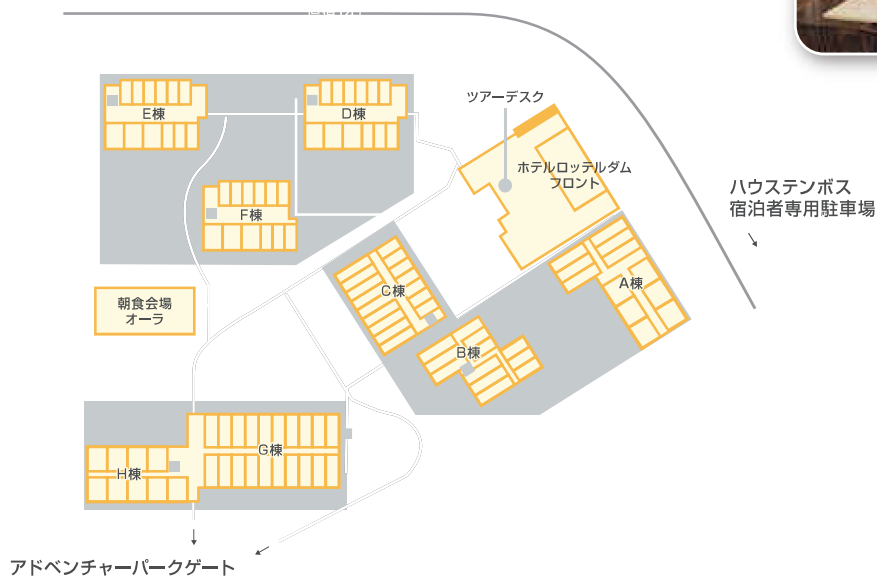 ツアーデスク
E棟
D棟
ホテルロッテルダム
フロント
ハウステンボス
宿泊者専用駐車場
F棟
A棟
C棟
朝食会場
オーラ
B棟
G棟
H棟
アドベンチャーパークゲート